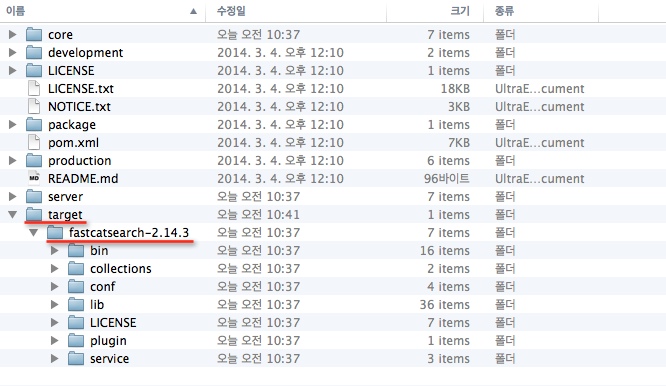 이름 수정일 크기 종류
core 오늘 오전 10:37 7 items 폴더
development 2014. 3. 4. 오후 12:10 2 items 폴더
LICENSE 2014. 3. 4. 오후 12:10 1 items 폴더
LICENSE.txt 2014. 3. 4. 오후 12:10 18KB UltraE...cument
NOTICE.txt 2014. 3. 4. 오후 12:10 3KB UltraE...cument
package 2014. 3. 4. 오후 12:10 1 items 폴더
pom.xml 2014. 3. 4. 오후 12:10 7KB UltraE...cument
production 2014. 3. 4. 오후 12:10 6 items 폴더
MD README.md 2014. 3. 4. 오후 12:10 96바이트 UltraE...cument
server 오늘 오전 10:37 7 items 폴더
target 오늘 오전 10:41 1 items 폴더
fastcatsearch-2.14.3 오늘 오전 10:37 7 items 폴더
bin 오늘 오전 10:37 16 items 폴더
collections 오늘 오전 10:37 2 items 폴더
conf 오늘 오전 10:37 4 items 폴더
lib 오늘 오전 10:37 36 items 폴더
LICENSE 오늘 오전 10:37 7 items 폴더
plugin 오늘 오전 10:37 1 items 폴더
service 오늘 오전 10:37 3 items 폴더